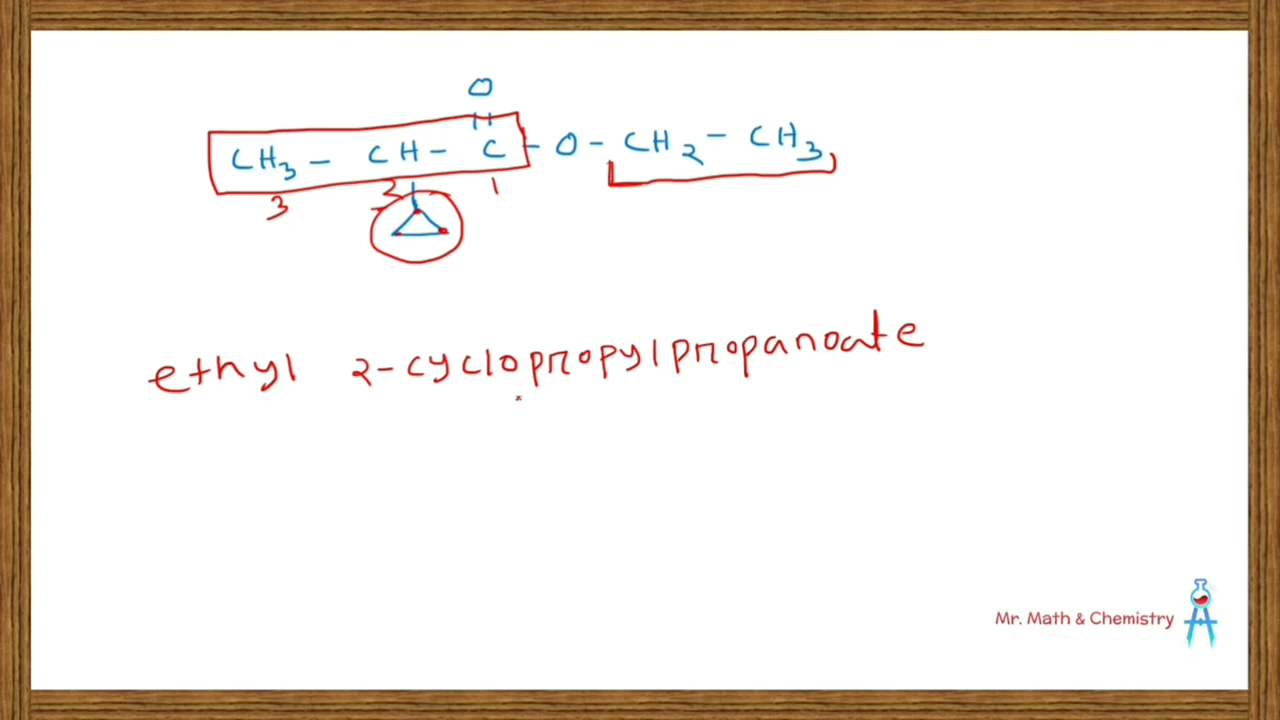 O
CH3 - CH - C - O - CH2 - CH3
3 2 1
ethyl 2-cyclopropylpropanoate
Mr. Math & Chemistry